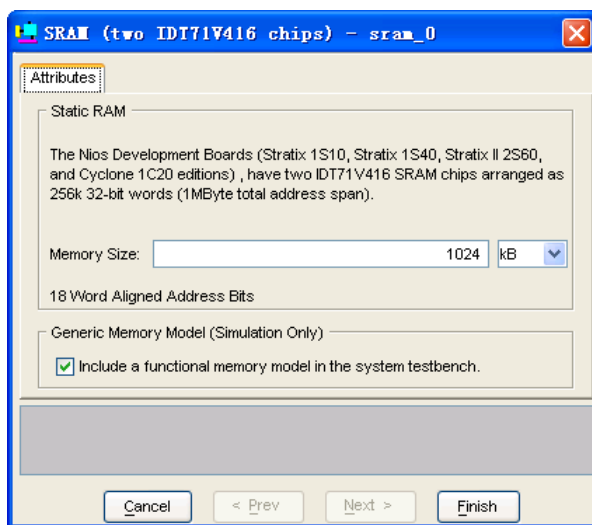 SRAM (two IDT71V416 chips) - sram_0
Attributes
Static RAM
The Nios Development Boards (Stratix 1S10, Stratix 1S40, Stratix II 2S60,
and Cyclone 1C20 editions) , have two IDT71V416 SRAM chips arranged as
256k 32-bit words (1MByte total address span).
Memory Size: 1024 kB
18 Word Aligned Address Bits
Generic Memory Model (Simulation Only)
Include a functional memory model in the system testbench.
Cancel < Prev Next > Finish